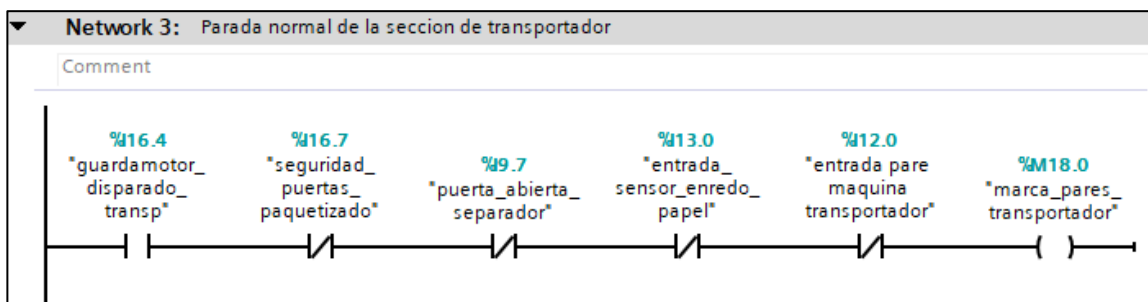 Network 3: Parada normal de la seccion de transportador
Comment
%I16.4
"guardamotor_
disparado_
transp"
%I16.7
"seguridad_
puertas_
paquetizado"
%I9.7
"puerta_abierta_
separador"
%I13.0
"entrada_
sensor_enredo_
papel"
%I12.0
"entrada pare
maquina
transportador"
%M18.0
"marca_pares_
transportador"